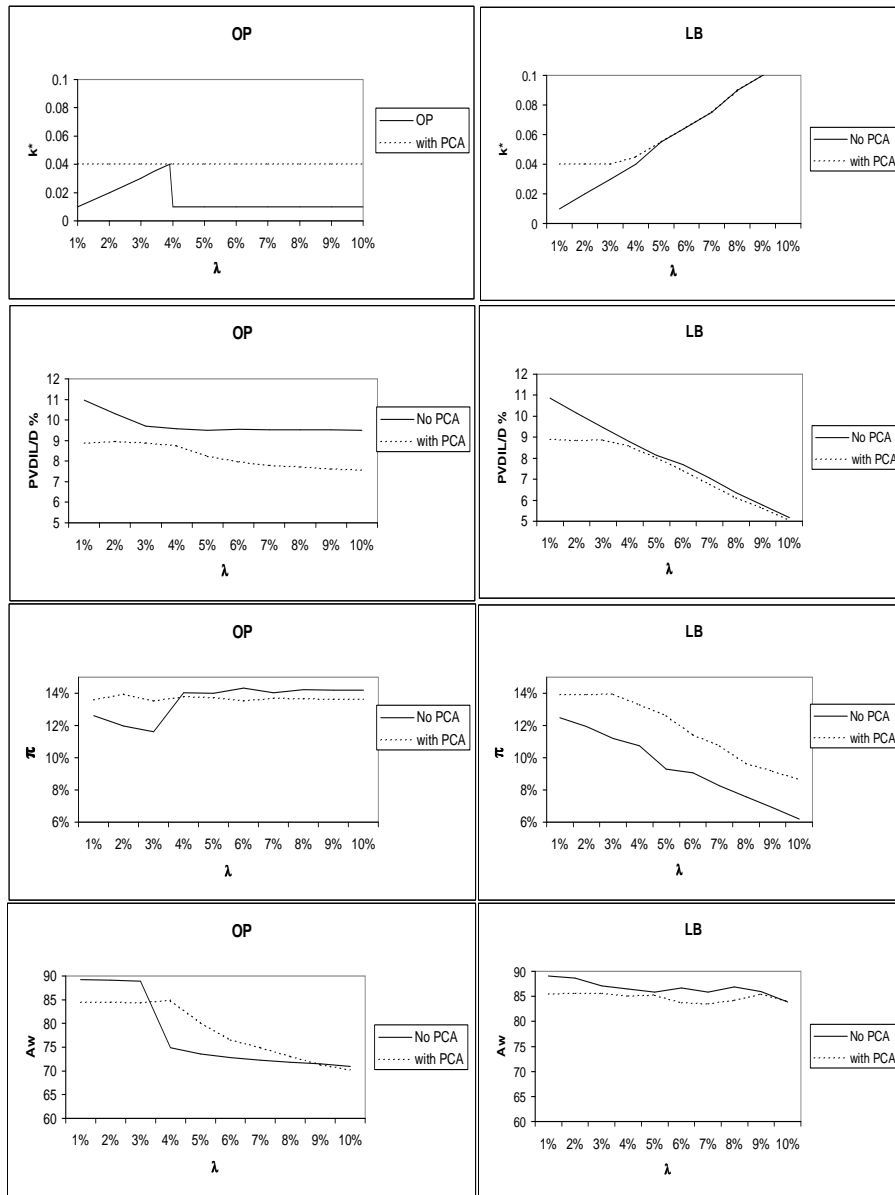 OP
0.1
0.08
0.06
0.04
0.02
0
k*
1% 2% 3% 4% 5% 6% 7% 8% 9% 10%
λ
OP
with PCA
LB
0.1
0.08
0.06
0.04
0.02
0
k*
1% 2% 3% 4% 5% 6% 7% 8% 9% 10%
λ
No PCA
with PCA
OP
12
11
10
9
8
7
6
5
PVDIL/D %
1% 2% 3% 4% 5% 6% 7% 8% 9% 10%
λ
No PCA
with PCA
LB
12
11
10
9
8
7
6
5
PVDIL/D %
1% 2% 3% 4% 5% 6% 7% 8% 9% 10%
λ
No PCA
with PCA
OP
14%
12%
10%
8%
6%
π
1% 2% 3% 4% 5% 6% 7% 8% 9% 10%
λ
No PCA
with PCA
LB
14%
12%
10%
8%
6%
π
1% 2% 3% 4% 5% 6% 7% 8% 9% 10%
λ
No PCA
with PCA
OP
90
85
80
75
70
65
60
Aw
1% 2% 3% 4% 5% 6% 7% 8% 9% 10%
λ
No PCA
with PCA
LB
90
85
80
75
70
65
60
Aw
1% 2% 3% 4% 5% 6% 7% 8% 9% 10%
λ
No PCA
with PCA